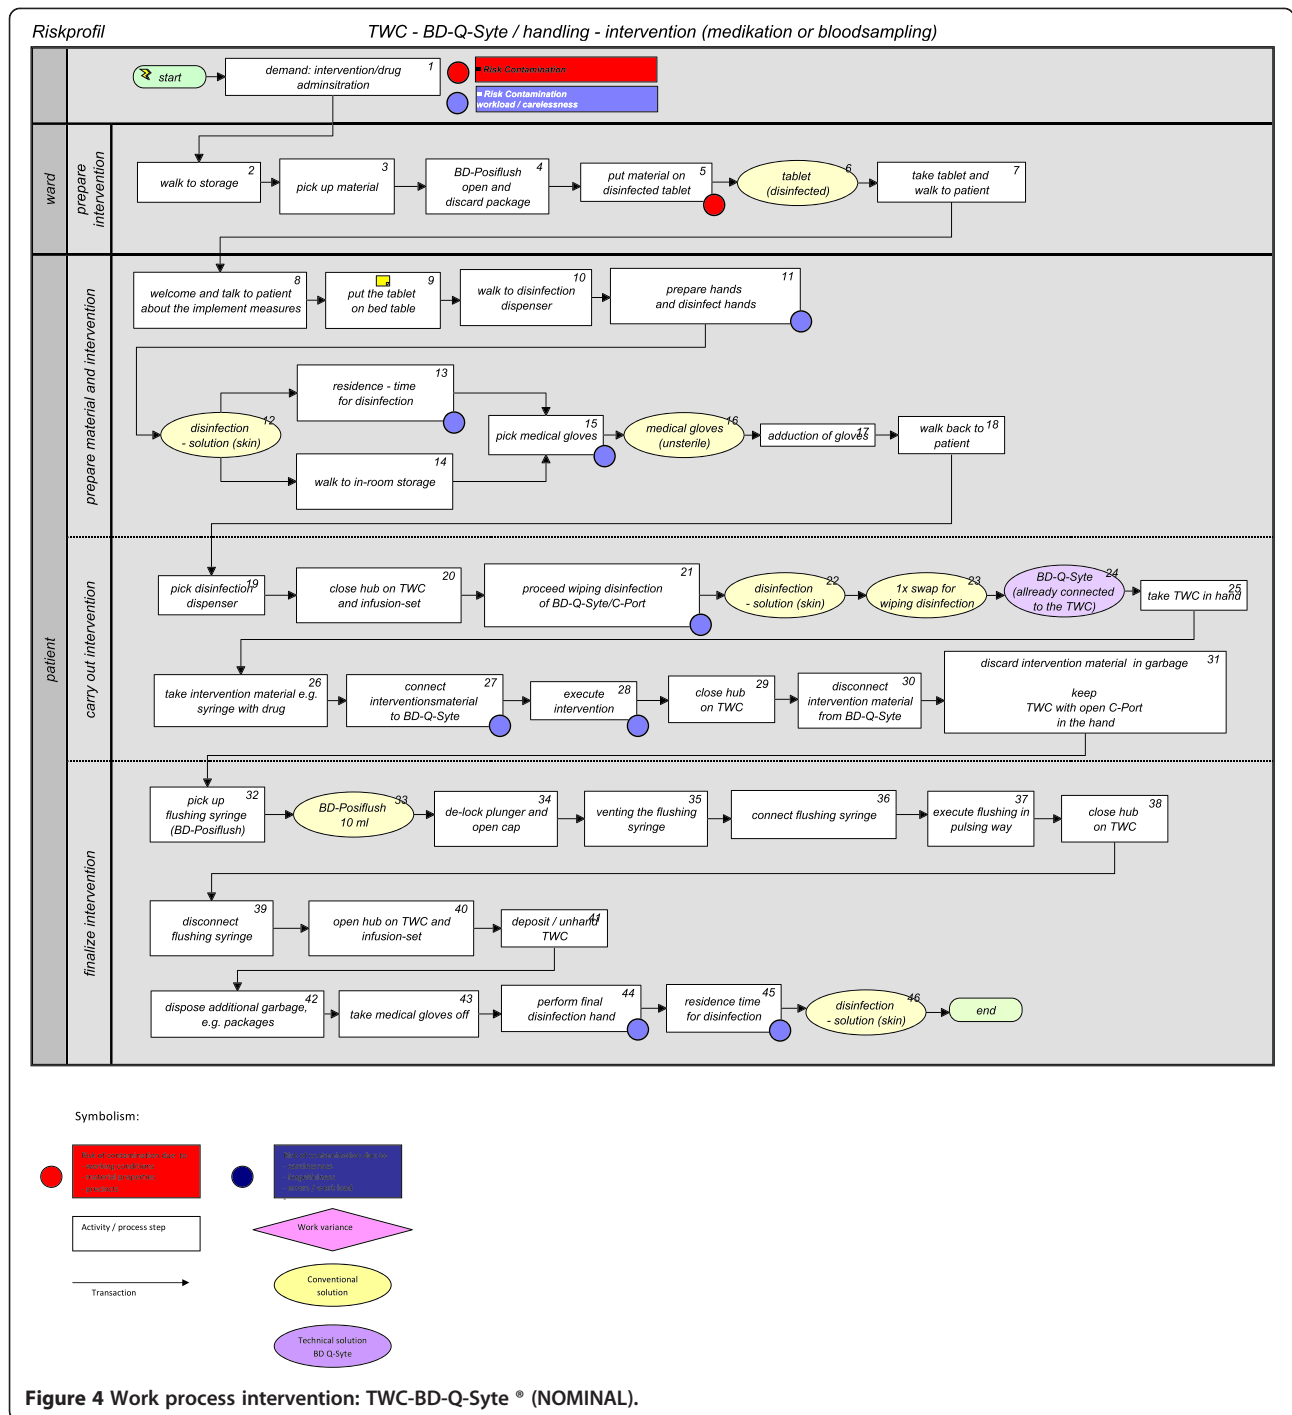 Riskprofil
TWC - BD-Q-Syte / handling - intervention (medikation or bloodsampling)
start
demand: intervention/drug
adminsitration
1
Risk Contamination
Risk Contamination
workload / carelessness
ward
prepare
intervention
walk to storage
2
pick up material
3
BD-Posiflush
open and
discard package
4
put material on
disinfected tablet
5
tablet
(disinfected)
6
take tablet and
walk to patient
7
patient
prepare material and intervention
welcome and talk to patient
about the implement measures
8
put the tablet
on bed table
9
walk to disinfection
dispenser
10
prepare hands
and disinfect hands
11
disinfection
- solution (skin)
12
residence - time
for disinfection
13
walk to in-room storage
14
pick medical gloves
15
medical gloves
(unsterile)
16
adduction of gloves
17
walk back to
patient
18
carry out intervention
pick disinfection
dispenser
19
close hub on TWC
and infusion-set
20
proceed wiping disinfection
of BD-Q-Syte/C-Port
21
disinfection
- solution (skin)
22
1x swap for
wiping disinfection
23
BD-Q-Syte
(allready connected
to the TWC)
24
take TWC in hand
25
take intervention material e.g.
syringe with drug
26
connect
interventionsmaterial
to BD-Q-Syte
27
execute
intervention
28
close hub
on TWC
29
disconnect
intervention material
from BD-Q-Syte
30
discard intervention material in garbage
keep
TWC with open C-Port
in the hand
31
finalize intervention
pick up
flushing syringe
(BD-Posiflush)
32
BD-Posiflush
10 ml
33
de-lock plunger and
open cap
34
venting the flushing
syringe
35
connect flushing syringe
36
execute flushing in
pulsing way
37
close hub
on TWC
38
disconnect
flushing syringe
39
open hub on TWC and
infusion-set
40
deposit / unhand
TWC
41
dispose additional garbage,
e.g. packages
42
take medical gloves off
43
perform final
disinfection hand
44
residence time
for disinfection
45
disinfection
- solution (skin)
46
end
Symbolism:
Activity / process step
Work variance
Transaction
Conventional
solution
Technical solution
BD Q-Syte
Figure 4 Work process intervention: TWC-BD-Q-Syte ® (NOMINAL).